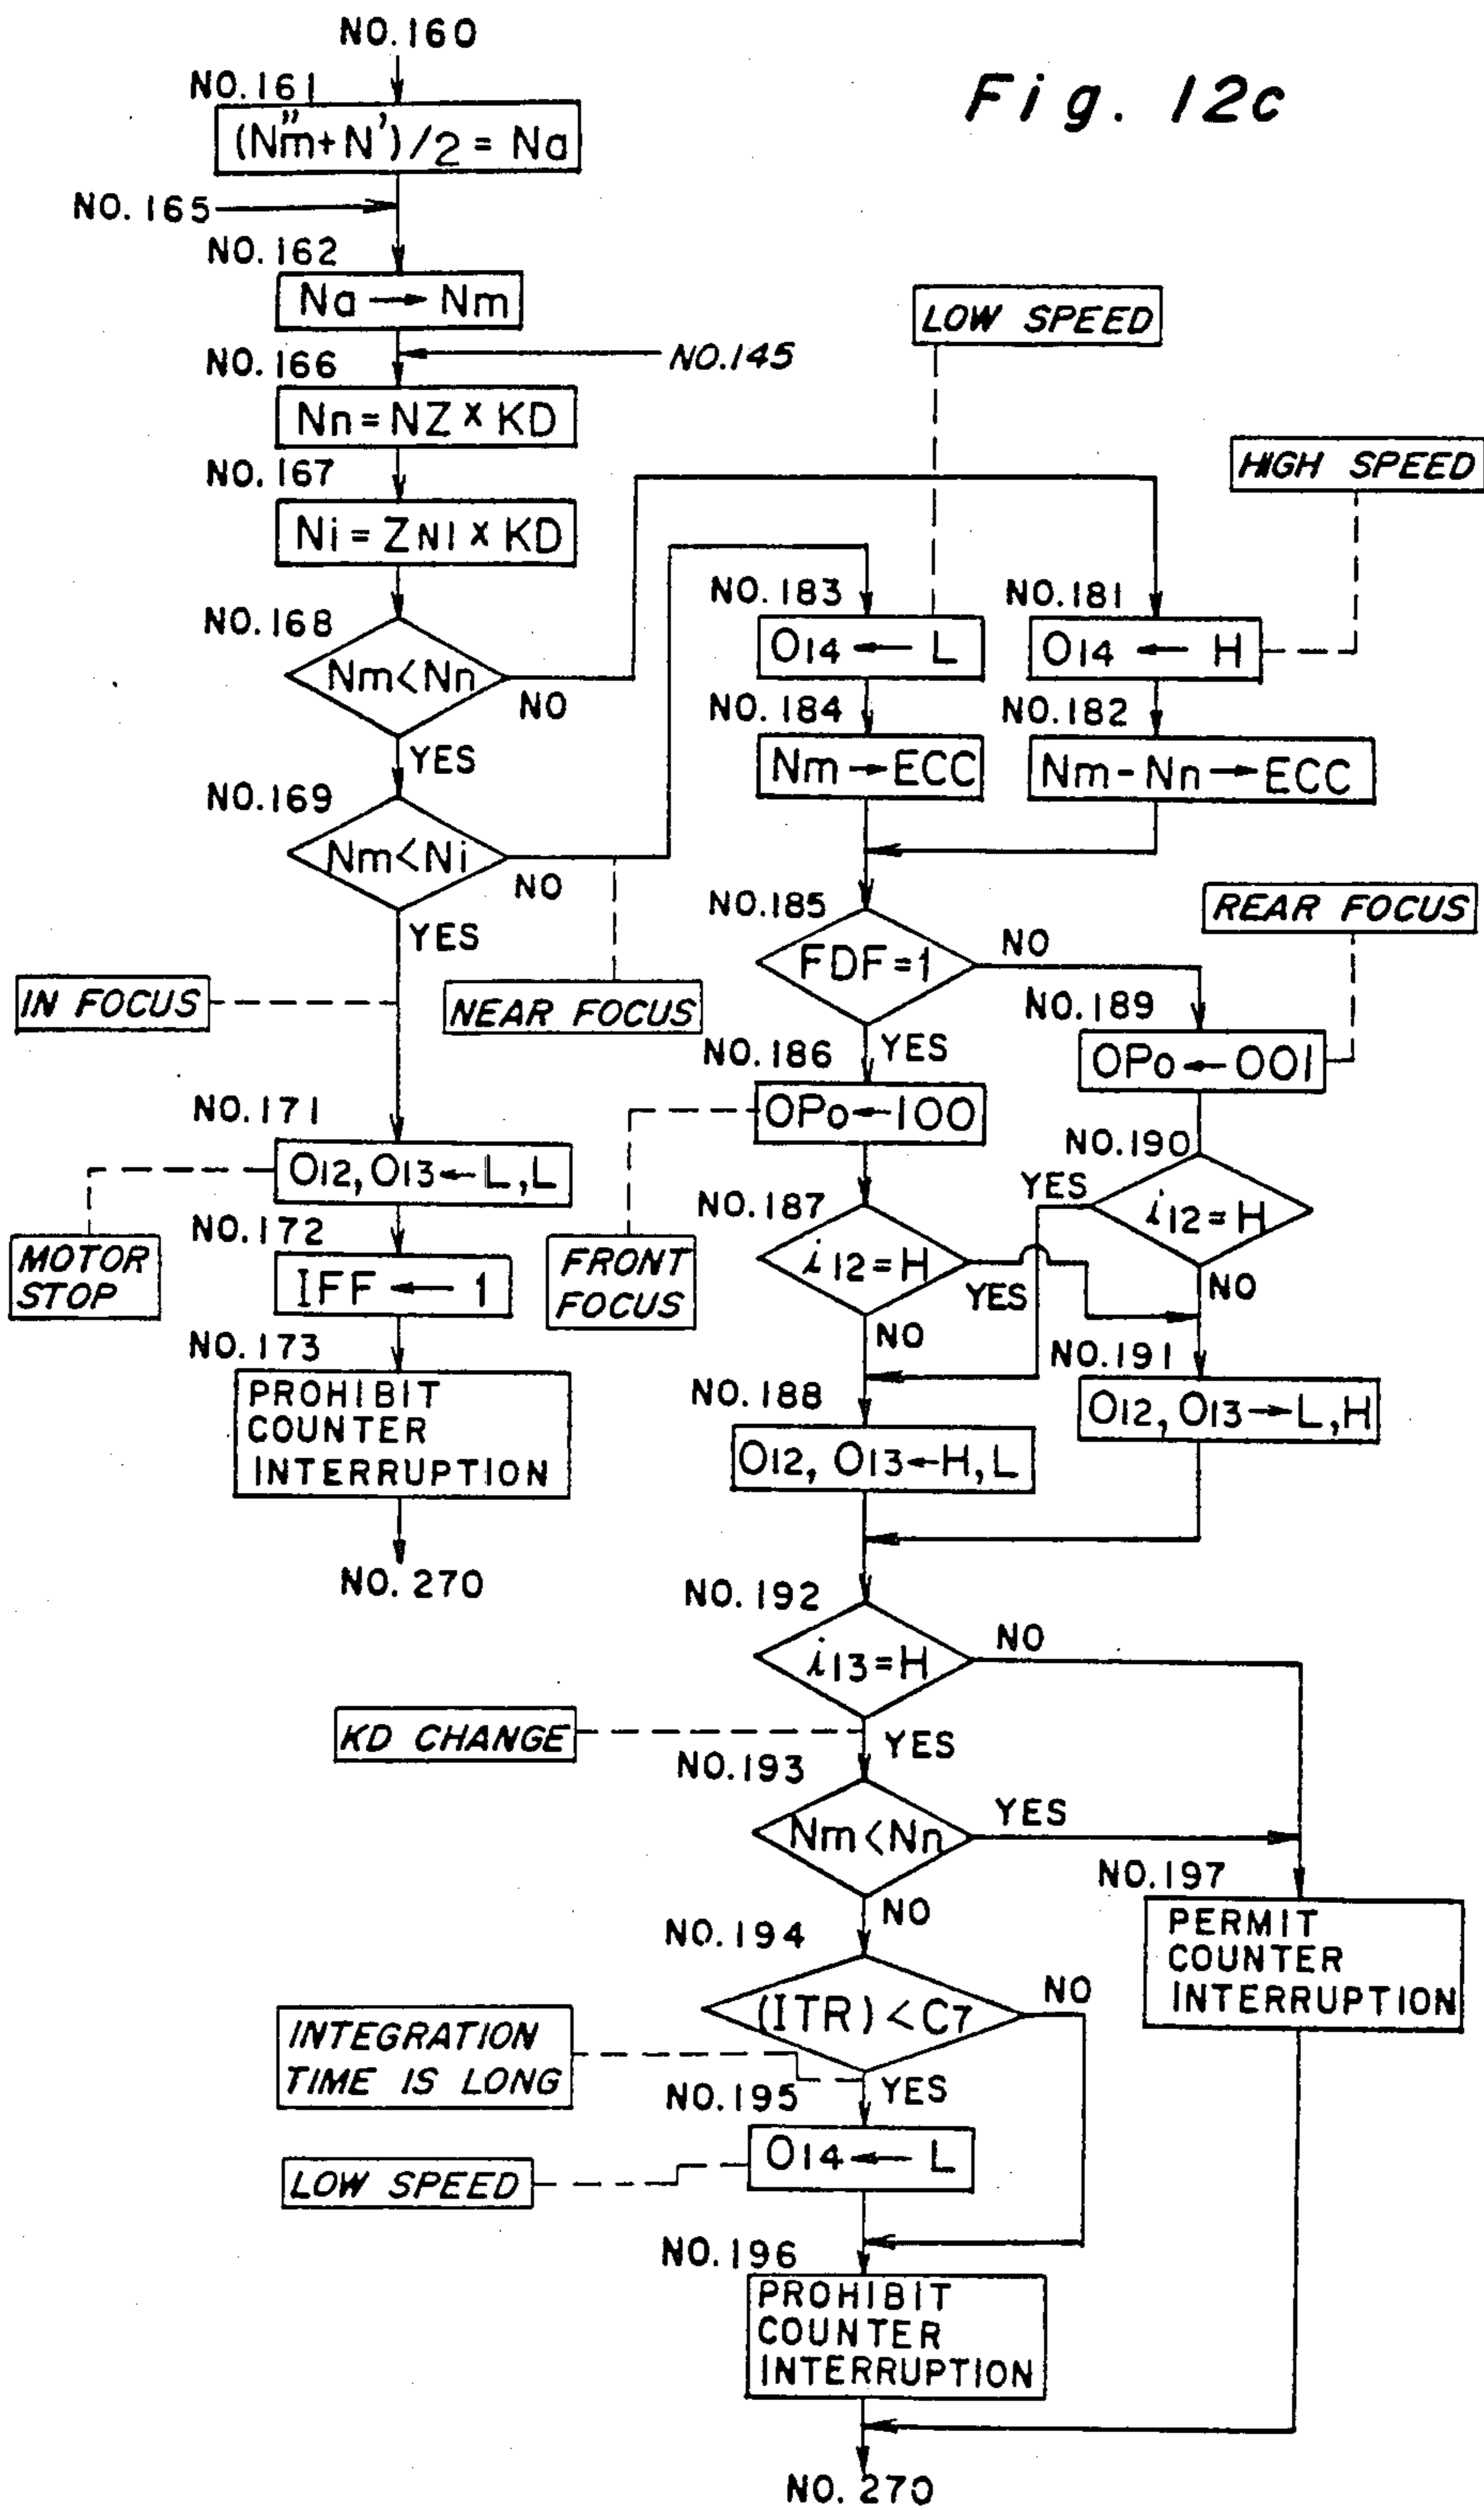 Fig. 12c
NO.160
NO.161
(N"m+N')/2=Na
NO.165
NO.162
Na → Nm
NO.145
NO.166
Nn=NZ×KD
NO.167
Ni=ZNI×KD
NO.168
Nm<Nn
NO
YES
NO.169
Nm<Ni
NO
YES
IN FOCUS
NEAR FOCUS
NO.171
O12,O13←L,L
MOTOR
STOP
NO.172
IFF ← 1
NO.173
PROHIBIT
COUNTER
INTERRUPTION
NO.270
LOW SPEED
HIGH SPEED
NO.183
O14 ← L
NO.181
O14 ← H
NO.184
Nm→ECC
NO.182
Nm-Nn→ECC
NO.185
FDF=1
NO
YES
REAR FOCUS
NO.189
OPo←001
NO.186
OPo←100
FRONT
FOCUS
NO.190
i12=H
YES
NO
NO.187
i12=H
YES
NO
NO.191
O12,O13→L,H
NO.188
O12,O13←H,L
NO.192
i13=H
NO
YES
KD CHANGE
NO.193
Nm<Nn
YES
NO
NO.197
PERMIT
COUNTER
INTERRUPTION
NO.194
(ITR)<C7
NO
YES
INTEGRATION
TIME IS LONG
NO.195
O14 ← L
LOW SPEED
NO.196
PROHIBIT
COUNTER
INTERRUPTION
NO.270